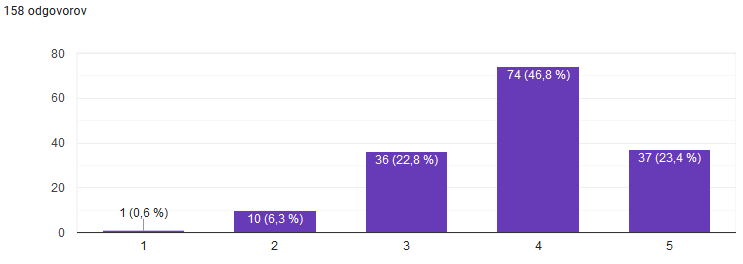 158 odgovorov
80
60
40
20
0
1 (0,6 %)
10 (6,3 %)
36 (22,8 %)
74 (46,8 %)
37 (23,4 %)
1
2
3
4
5